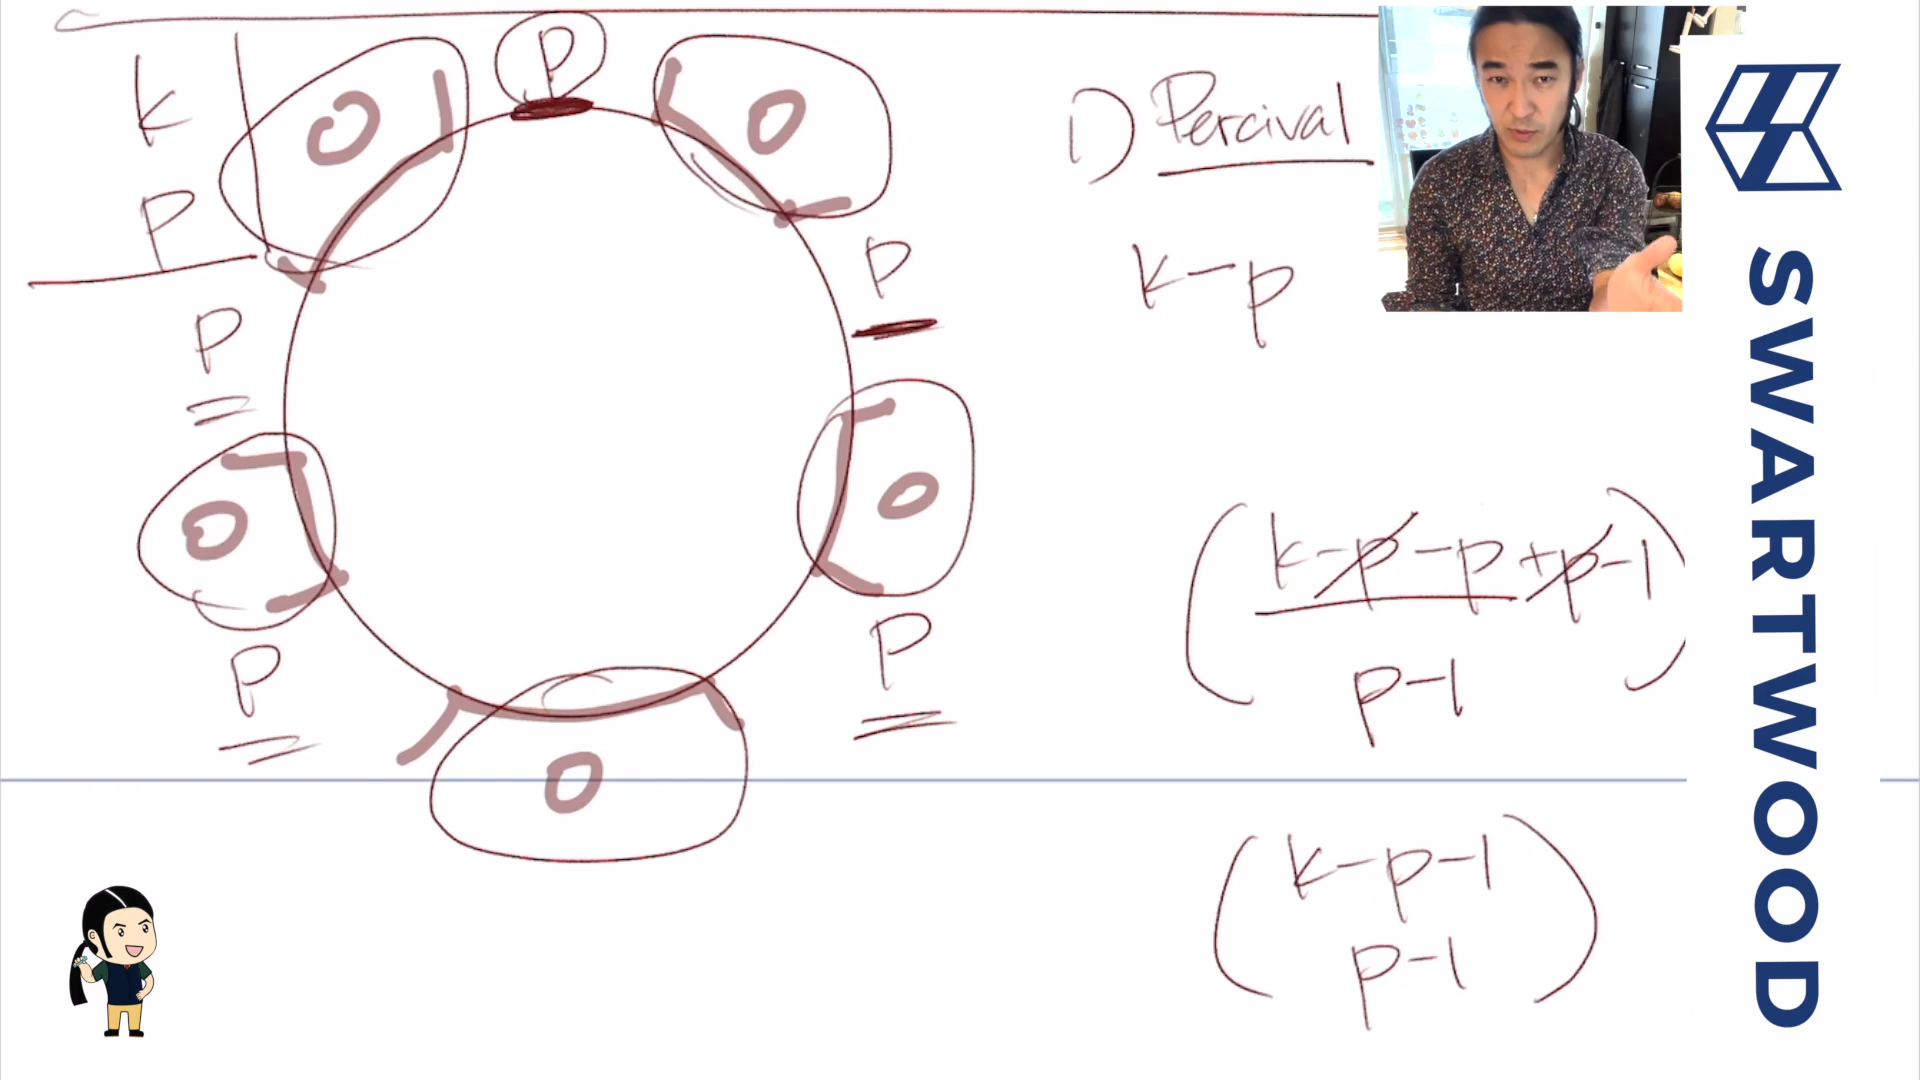 k
p
p
O
O
p
p
O
p
O
p
O
1) Percival
k-p
(k-p-p+p-1)
p-1
(k-p-1)
p-1
SWARTWOOD